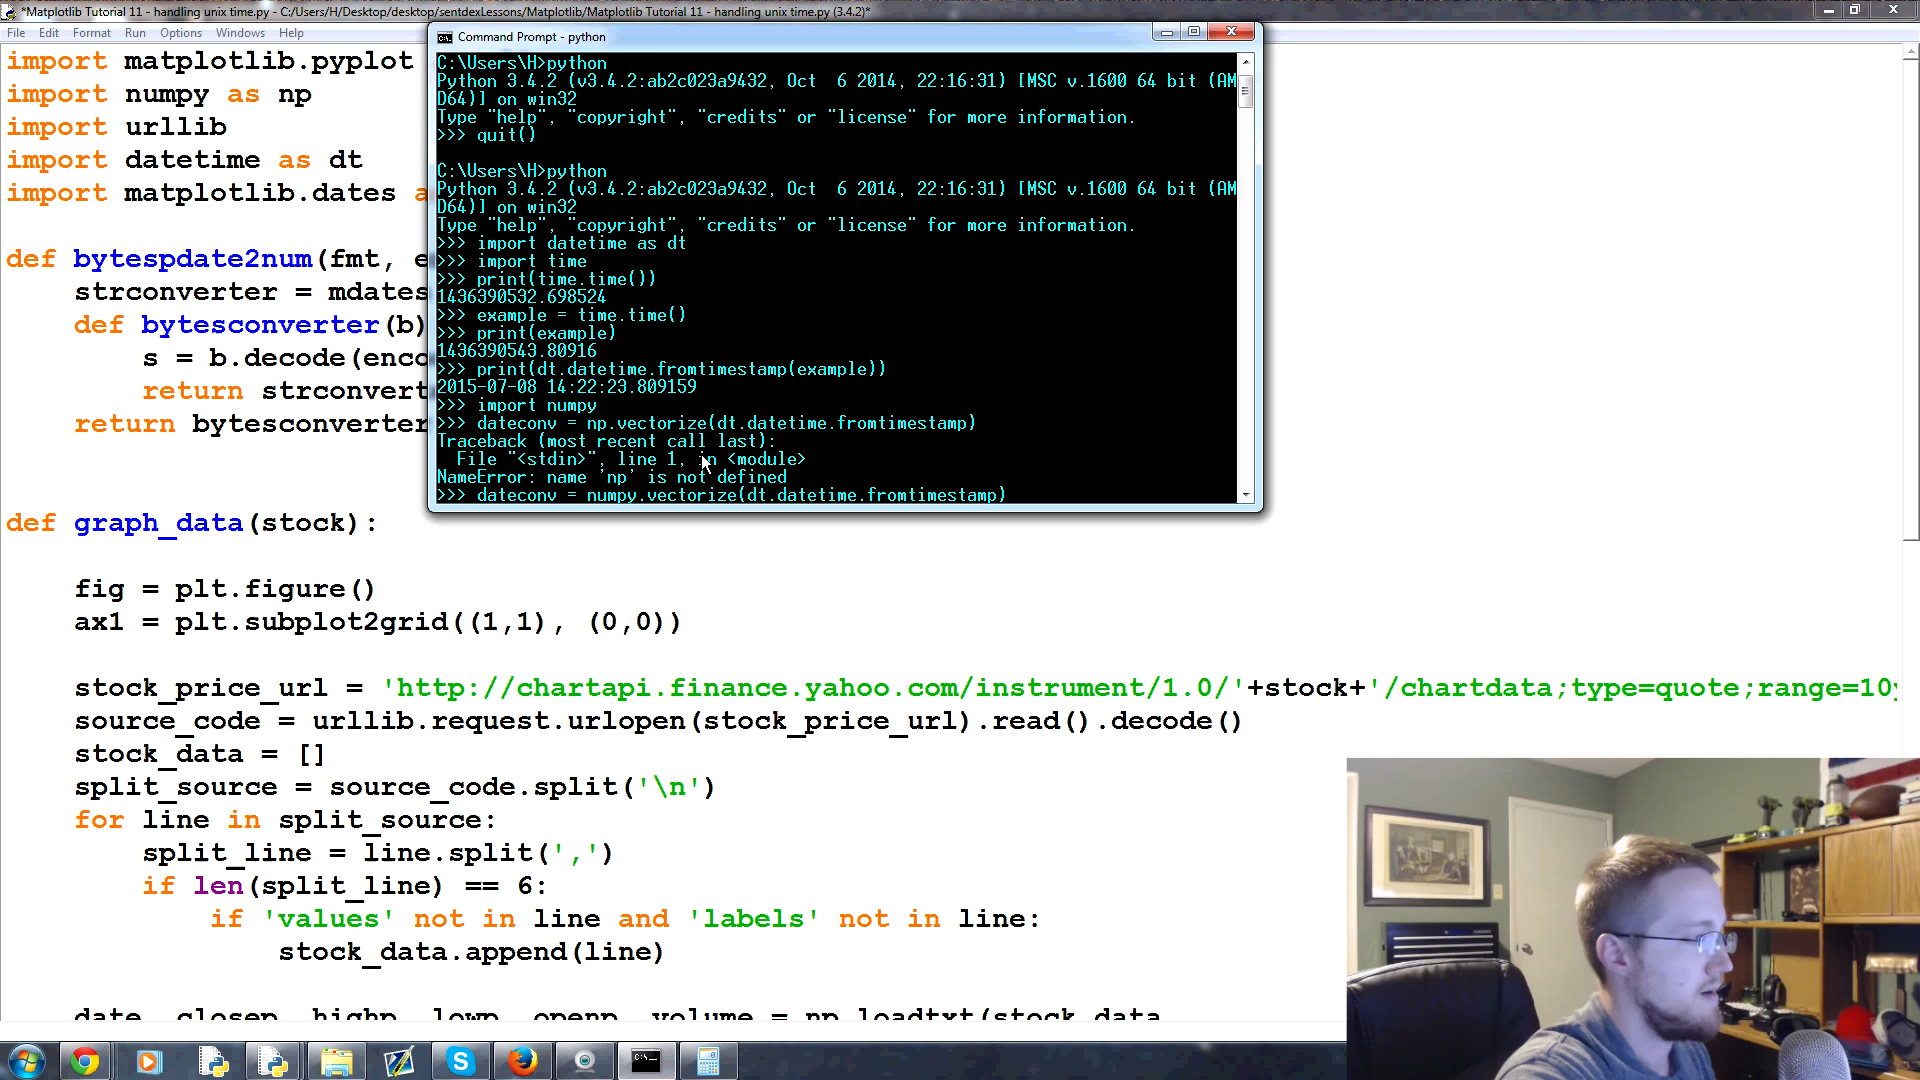 *Matplotlib Tutorial 11 - handling unix time.py - C:/Users/H/Desktop/desktop/sentdexLessons/Matplotlib/Matplotlib Tutorial 11 - handling unix time.py (3.4.2)*
File Edit Format Run Options Windows Help
import matplotlib.pyplot
import numpy as np
import urllib
import datetime as dt
import matplotlib.dates
def bytespdate2num(fmt,
strconverter = mdates
def bytesconverter(b)
s = b.decode(enco
return strconvert
return bytesconverter
Command Prompt - python
C:\Users\H>python
Python 3.4.2 (v3.4.2:ab2c023a9432, Oct  6 2014, 22:16:31) [MSC v.1600 64 bit (AM
D64)] on win32
Type "help", "copyright", "credits" or "license" for more information.
>>> quit()
C:\Users\H>python
Python 3.4.2 (v3.4.2:ab2c023a9432, Oct  6 2014, 22:16:31) [MSC v.1600 64 bit (AM
D64)] on win32
Type "help", "copyright", "credits" or "license" for more information.
>>> import datetime as dt
>>> import time
>>> print(time.time())
1436390532.698524
>>> example = time.time()
>>> print(example)
1436390543.80916
>>> print(dt.datetime.fromtimestamp(example))
2015-07-08 14:22:23.809159
>>> import numpy
>>> dateconv = np.vectorize(dt.datetime.fromtimestamp)
Traceback (most recent call last):
File "<stdin>", line 1, in <module>
NameError: name 'np' is not defined
>>> dateconv = numpy.vectorize(dt.datetime.fromtimestamp)
def graph_data(stock):
fig = plt.figure()
ax1 = plt.subplot2grid((1,1), (0,0))
stock_price_url = 'http://chartapi.finance.yahoo.com/instrument/1.0/'+stock+'/chartdata;type=quote;range=10y
source_code = urllib.request.urlopen(stock_price_url).read().decode()
stock_data = []
split_source = source_code.split('\n')
for line in split_source:
split_line = line.split(',')
if len(split_line) == 6:
if 'values' not in line and 'labels' not in line:
stock_data.append(line)
date, closep, highp, lowp, openp, volume = np.loadtxt(stock_data,